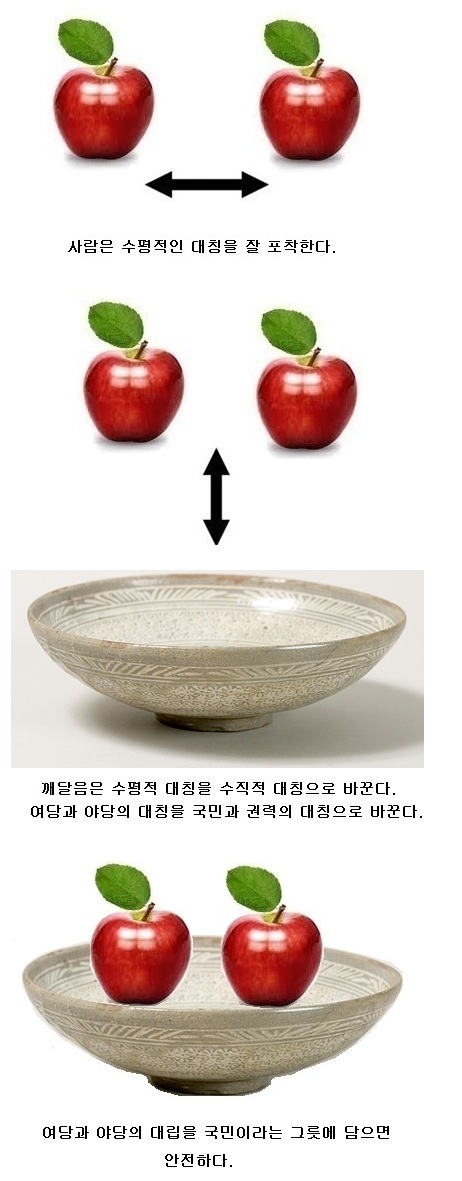 사람은 수평적인 대칭을 잘 포착한다.
깨달음은 수평적 대칭을 수직적 대칭으로 바꾼다.
여당과 야당의 대칭을 국민과 권력의 대칭으로 바꾼다.
여당과 야당의 대립을 국민이라는 그릇에 담으면
안전하다.